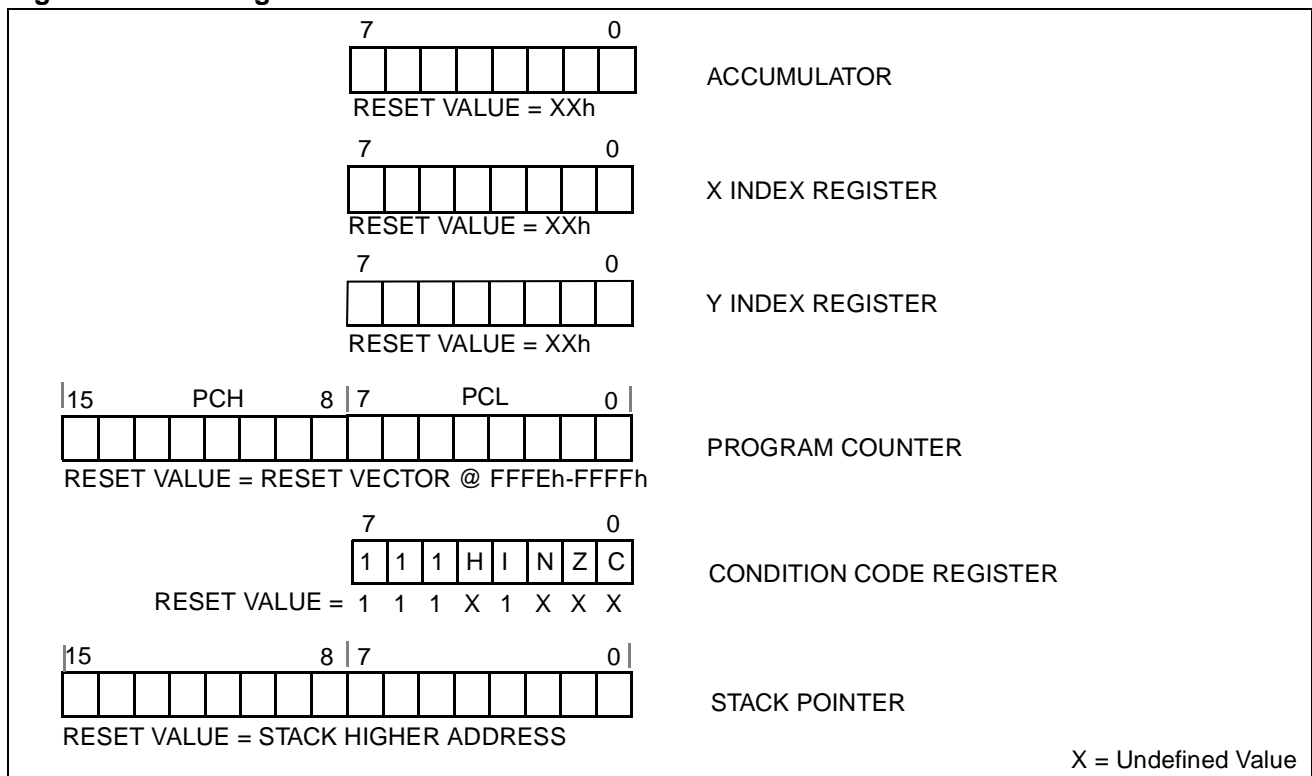 7 0
ACCUMULATOR
RESET VALUE = XXh
7 0
X INDEX REGISTER
RESET VALUE = XXh
7 0
Y INDEX REGISTER
RESET VALUE = XXh
15 PCH 8 7 PCL 0
PROGRAM COUNTER
RESET VALUE = RESET VECTOR @ FFFEh-FFFFh
7 0
1 1 1 H I N Z C
CONDITION CODE REGISTER
RESET VALUE = 1 1 1 X 1 X X X
15 8 7 0
STACK POINTER
RESET VALUE = STACK HIGHER ADDRESS
X = Undefined Value